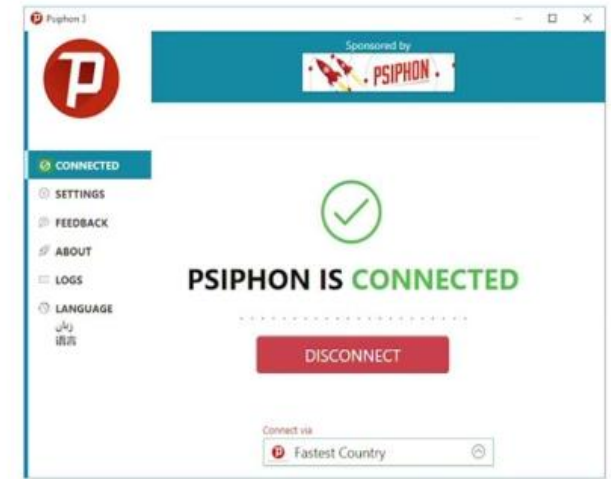 Psiphon 3
Sponsored by
PSIPHON
CONNECTED
SETTINGS
FEEDBACK
ABOUT
LOGS
LANGUAGE
زبان
语言
PSIPHON IS CONNECTED
DISCONNECT
Connect via
Fastest Country